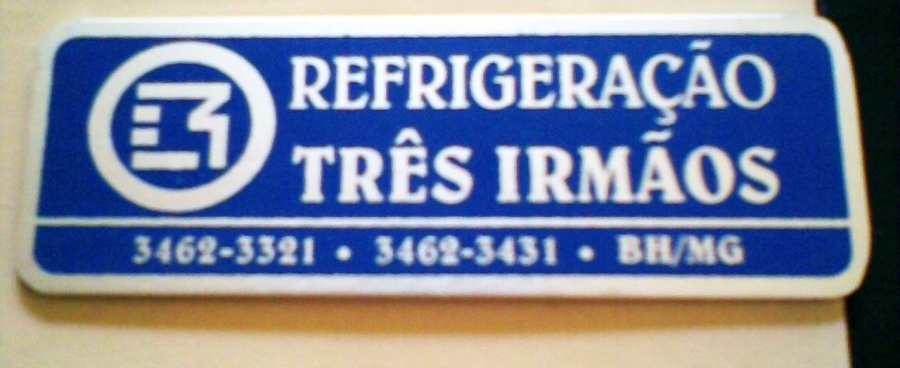 REFRIGERAÇÃO
TRÊS IRMÃOS
3462-3321 • 3462-3431 • BH/MG